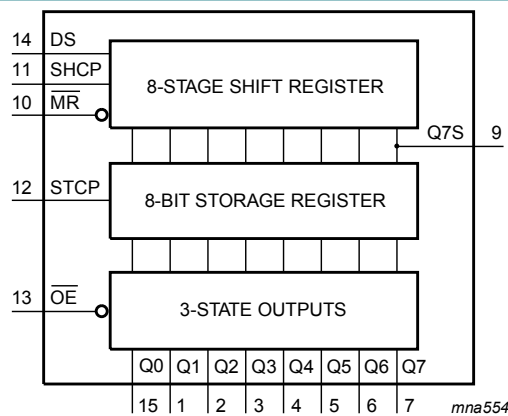 14 DS
11 SHCP
8-STAGE SHIFT REGISTER
10 M̅R̅
Q7S 9
12 STCP
8-BIT STORAGE REGISTER
13 O̅E̅
3-STATE OUTPUTS
Q0 Q1 Q2 Q3 Q4 Q5 Q6 Q7
15 1 2 3 4 5 6 7
mna554